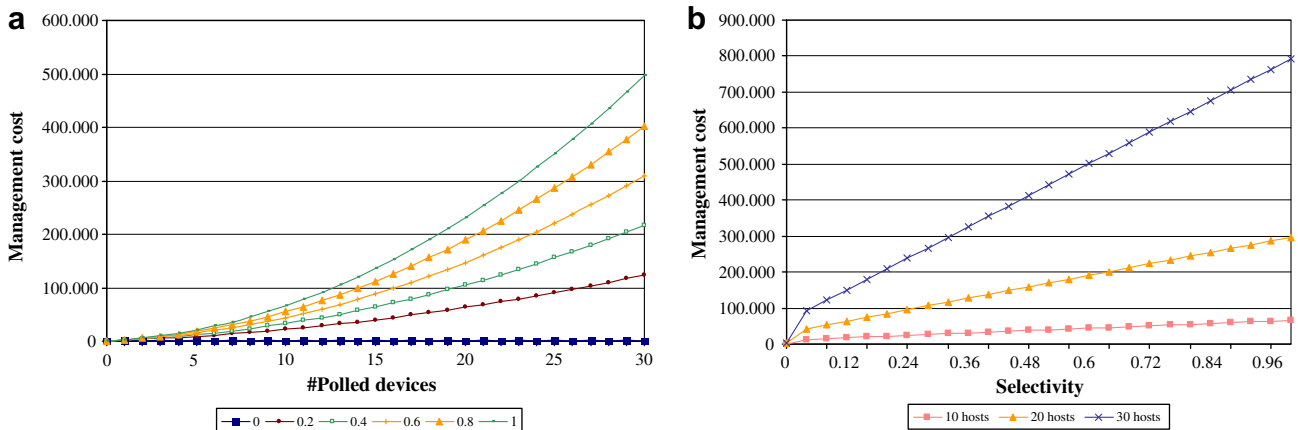 a
600.000
500.000
400.000
300.000
200.000
100.000
0
Management cost
0 5 10 15 20 25 30
#Polled devices
0 0.2 0.4 0.6 0.8 1
b
900.000
800.000
700.000
600.000
500.000
400.000
300.000
200.000
100.000
0.000
Management cost
0 0.12 0.24 0.36 0.48 0.6 0.72 0.84 0.96
Selectivity
10 hosts 20 hosts 30 hosts